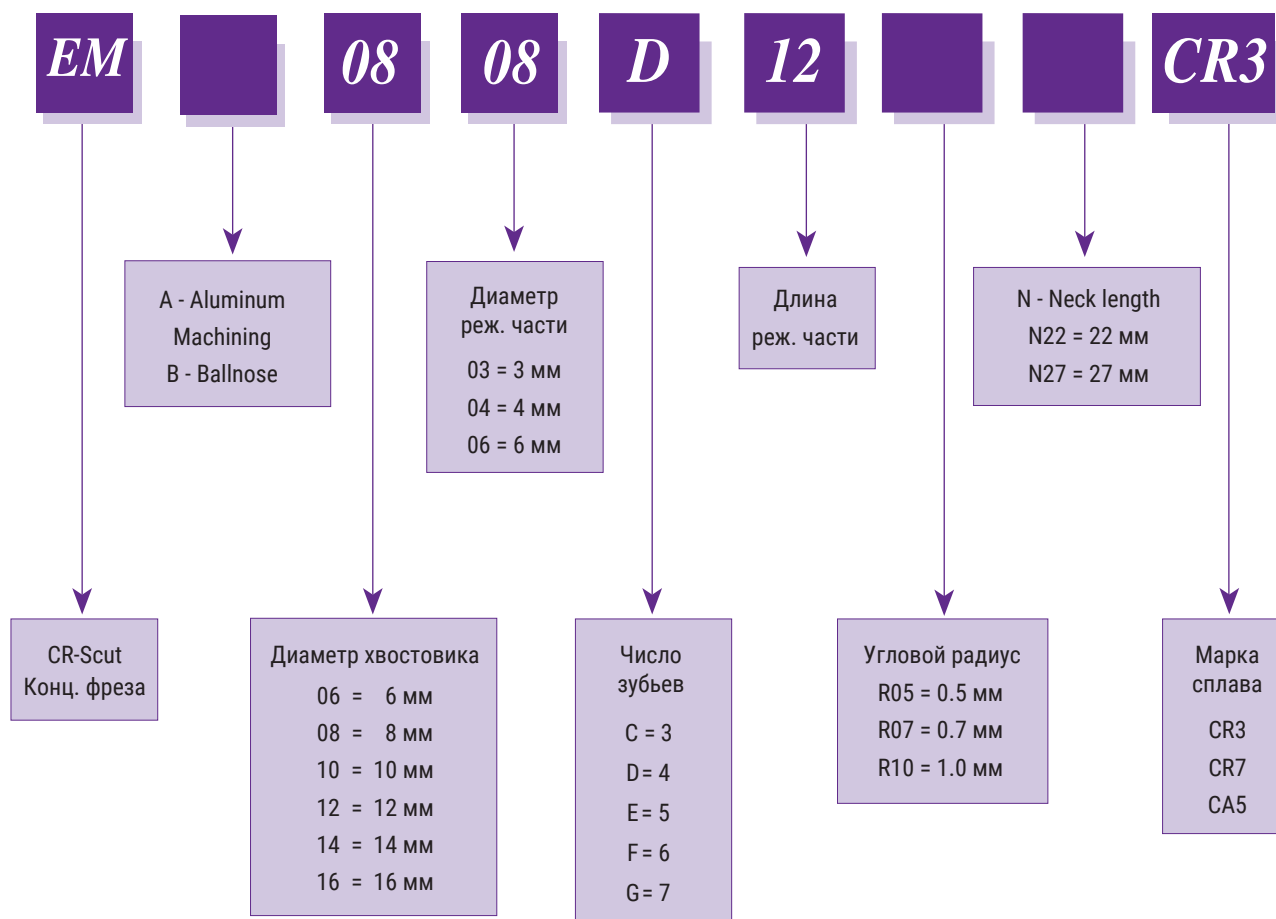 EM
08
08
D
12
CR3
A - Aluminum
Machining
B - Ballnose
Диаметр
реж. части
03 = 3 мм
04 = 4 мм
06 = 6 мм
Длина
реж. части
N - Neck length
N22 = 22 мм
N27 = 27 мм
CR-Scut
Конц. фреза
Диаметр хвостовика
06 = 6 мм
08 = 8 мм
10 = 10 мм
12 = 12 мм
14 = 14 мм
16 = 16 мм
Число
зубьев
C = 3
D= 4
E= 5
F= 6
G= 7
Угловой радиус
R05 = 0.5 мм
R07 = 0.7 мм
R10 = 1.0 мм
Марка
сплава
CR3
CR7
CA5